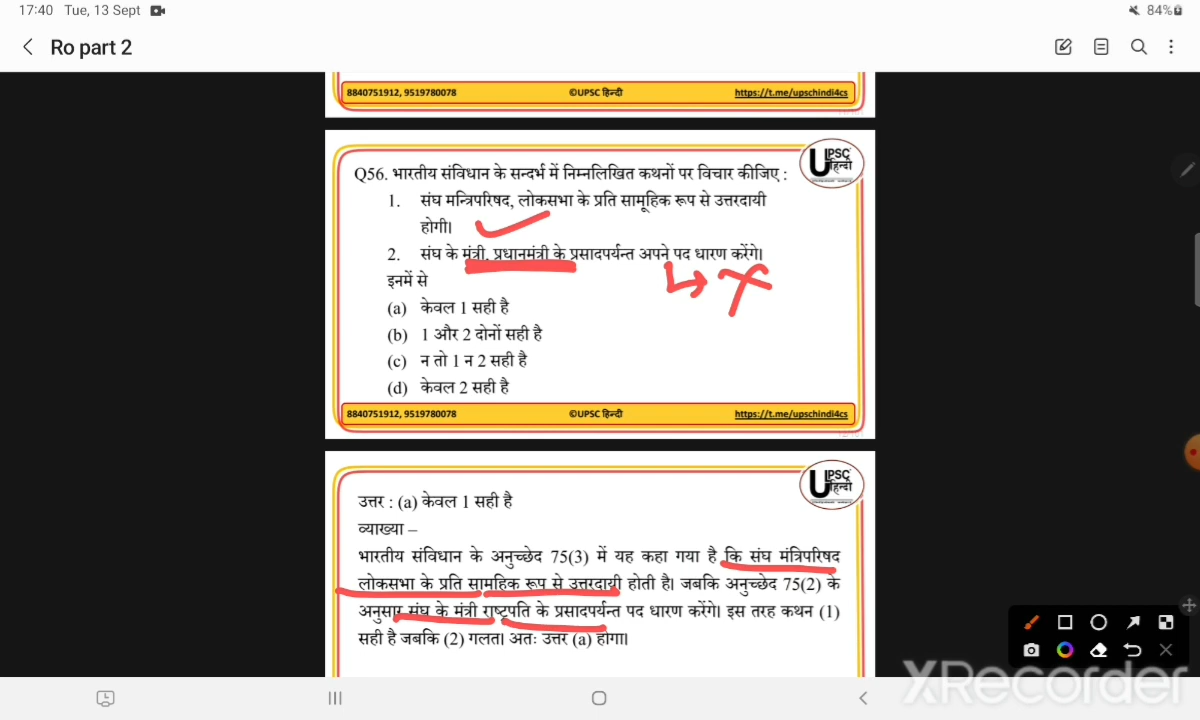 17:40 Tue, 13 Sept
84%
Ro part 2
8840751912, 9519780078 ©UPSC हिन्दी https://t.me/upschindi4cs
UPSC हिन्दी
Q56. भारतीय संविधान के सन्दर्भ में निम्नलिखित कथनों पर विचार कीजिए :
1. संघ मन्त्रिपरिषद, लोकसभा के प्रति सामूहिक रूप से उत्तरदायी
होगी।
2. संघ के मंत्री, प्रधानमंत्री के प्रसादपर्यन्त अपने पद धारण करेंगे।
इनमें से
(a) केवल 1 सही है
(b) 1 और 2 दोनों सही है
(c) न तो 1 न 2 सही है
(d) केवल 2 सही है
8840751912, 9519780078 ©UPSC हिन्दी https://t.me/upschindi4cs
UPSC हिन्दी
उत्तर : (a) केवल 1 सही है
व्याख्या –
भारतीय संविधान के अनुच्छेद 75(3) में यह कहा गया है कि संघ मंत्रिपरिषद
लोकसभा के प्रति सामूहिक रूप से उत्तरदायी होती है। जबकि अनुच्छेद 75(2) के
अनुसार संघ के मंत्री राष्ट्रपति के प्रसादपर्यन्त पद धारण करेंगे। इस तरह कथन (1)
सही है जबकि (2) गलत। अतः उत्तर (a) होगा।
XRecorder